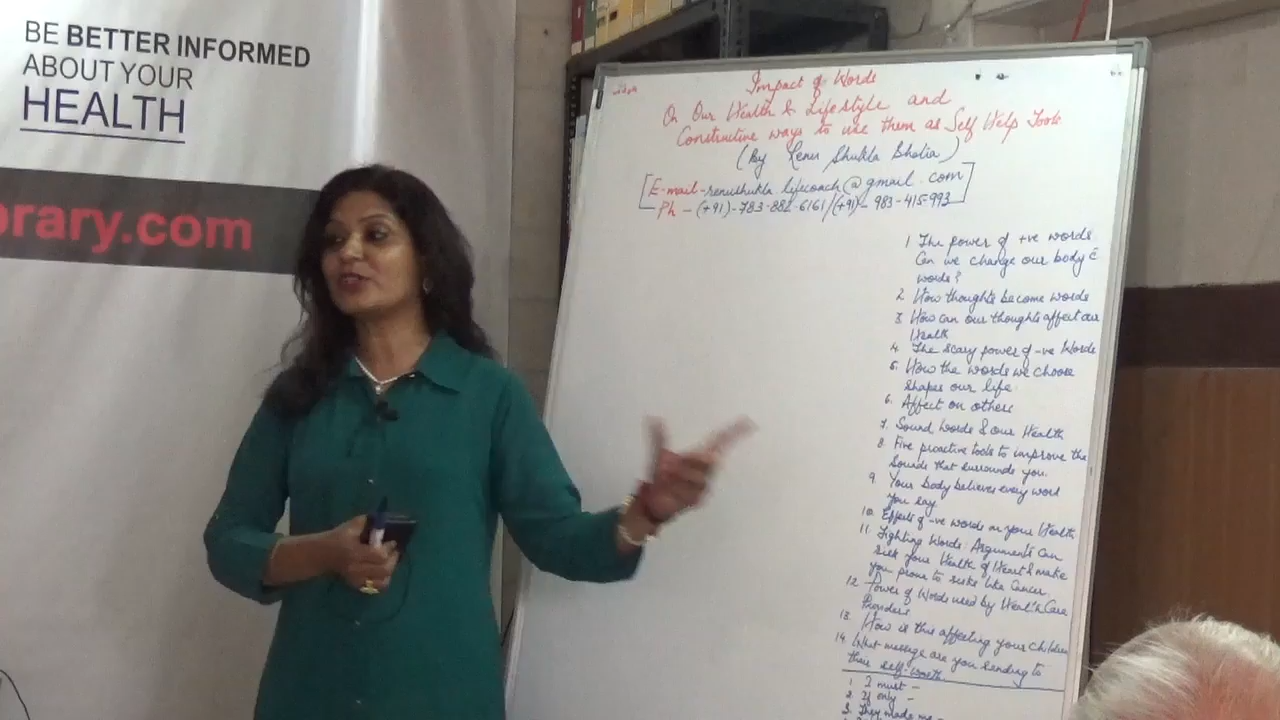 BE BETTER INFORMED
ABOUT YOUR
HEALTH
brary.com
Impact of Words
On Our Health & Lifestyle and
Constructive ways to use them as Self Help Tools
(By Renu Shukla Bhatia)
[E-mail-renushukla.lifecoach@gmail.com
Ph - (+91)-783-882-6161/(+91)- 983-415-993]
1 The power of +ve words
Can we change our body c̄
words?
2 How thoughts become words
3 How can our thoughts affect our
Health
4. The scary power of -ve Words
5. How the words we choose
shapes our life.
6. Affect on others
7. Sound words & our Health
8. Five proactive tools to improve the
Sounds that surrounds you.
9. Your body believes every word
you say
10. Effects of -ve words on your Health
11. Fighting Words: Arguments Can
Risk your Health of Heart & make
you prone to risks like Cancer
12. Power of Words used by Health Care
Providers
13. How is this affecting your children
14. What message are you sending to
their self-worth
1 I must -
2. If only -
3. They made me -